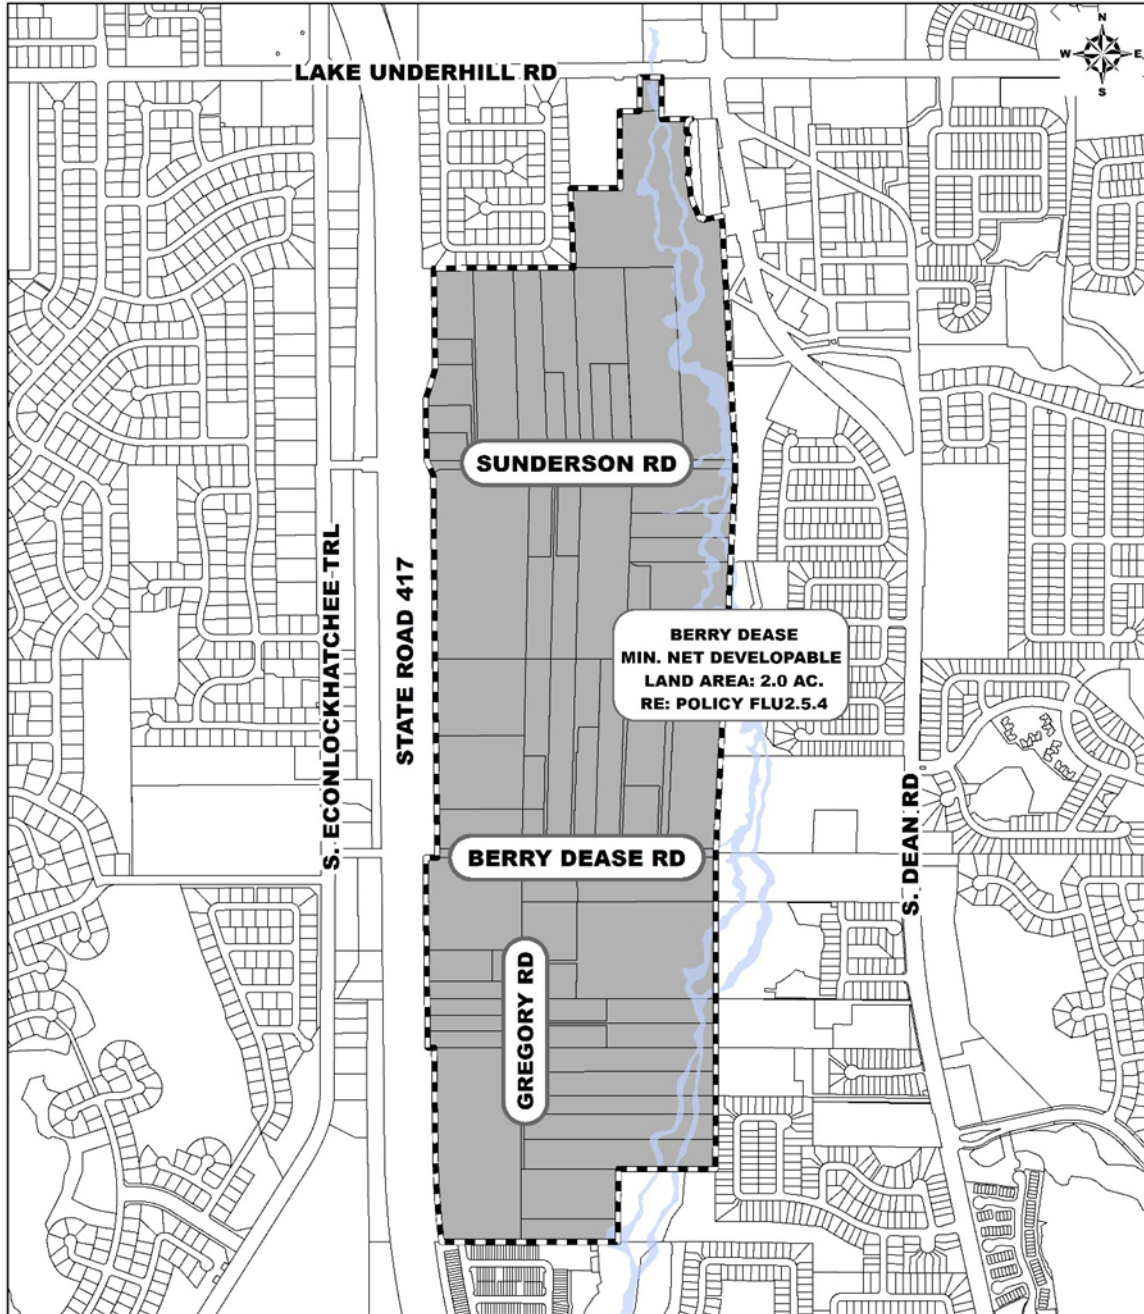 N
W E
S
LAKE UNDERHILL RD
SUNDERSON RD
S. ECONLOCKHATCHEE TRL
STATE ROAD 417
BERRY DEASE
MIN. NET DEVELOPABLE
LAND AREA: 2.0 AC.
RE: POLICY FLU2.5.4
S. DEAN RD
BERRY DEASE RD
GREGORY RD